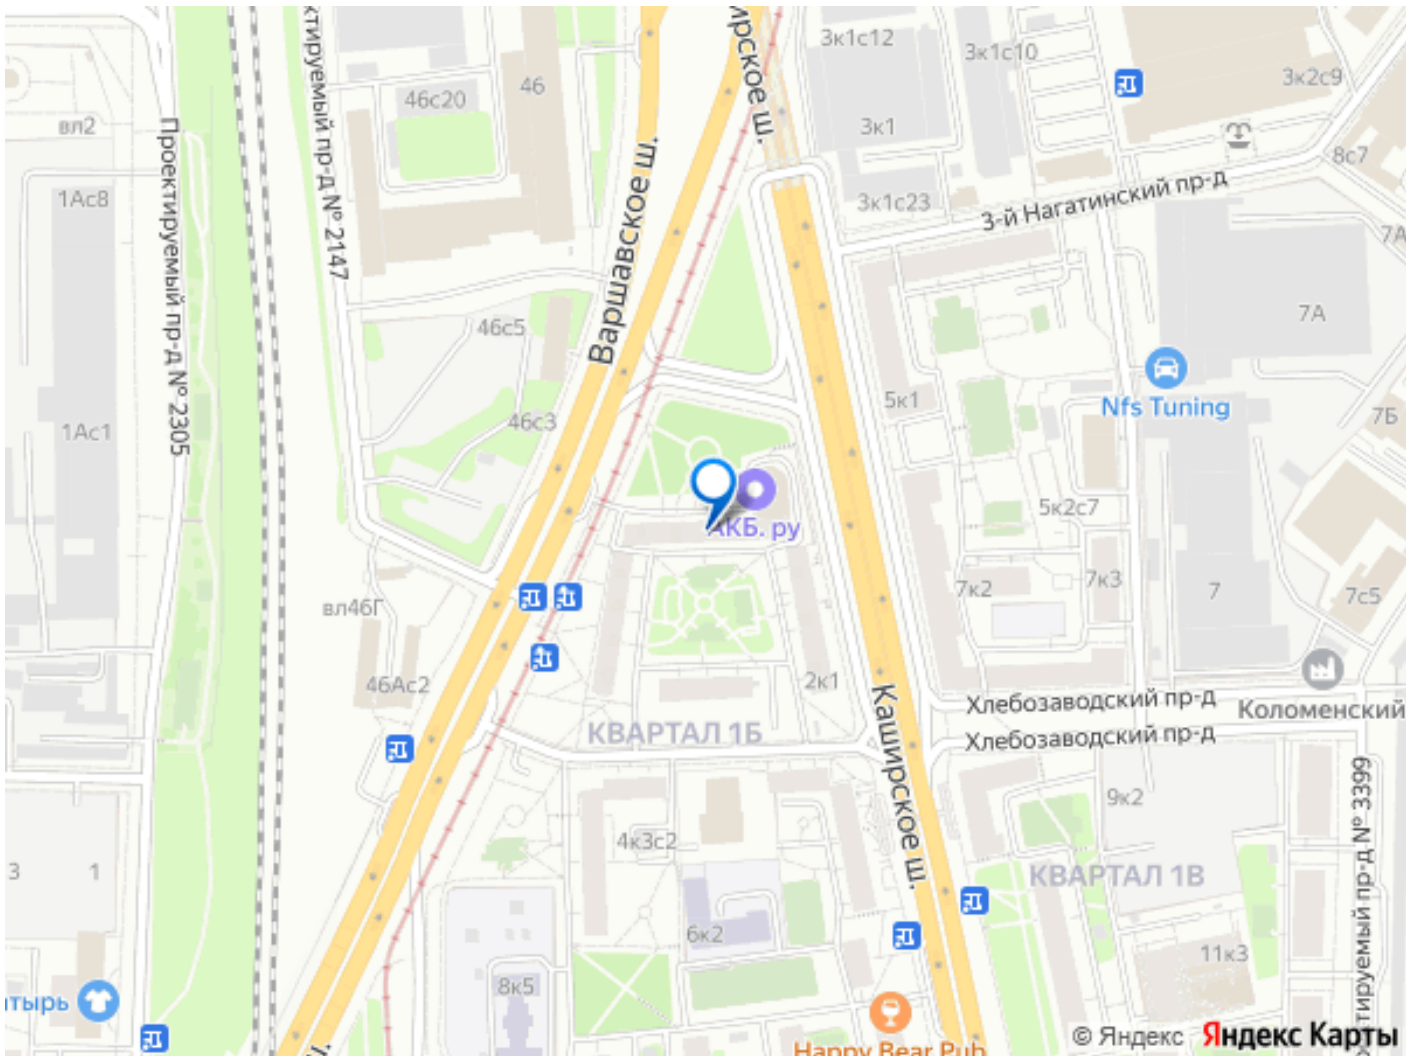 3к1с12
3к1с10
3к2с9
46
46с20
вл2
3к1
8с7
Каширское ш.
Проектируемый пр-д № 2305
Проектируемый пр-д № 2147
Варшавское ш.
1Ас8
3к1с23
3-й Нагатинский пр-д
7А
46с5
7А
5к1
Nfs Tuning
7Б
46с3
1Ас1
АКБ. ру
5к2с7
вл46Г
7к2
7к3
7
7с5
46Ас2
2к1
Хлебозаводский пр-д
Коломенский
КВАРТАЛ 1Б
Хлебозаводский пр-д
Каширское ш.
9к2
4к3с2
3
1
КВАРТАЛ 1В
6к2
11к3
8к5
тырь
Happy Bear Pub
© Яндекс Яндекс Карты